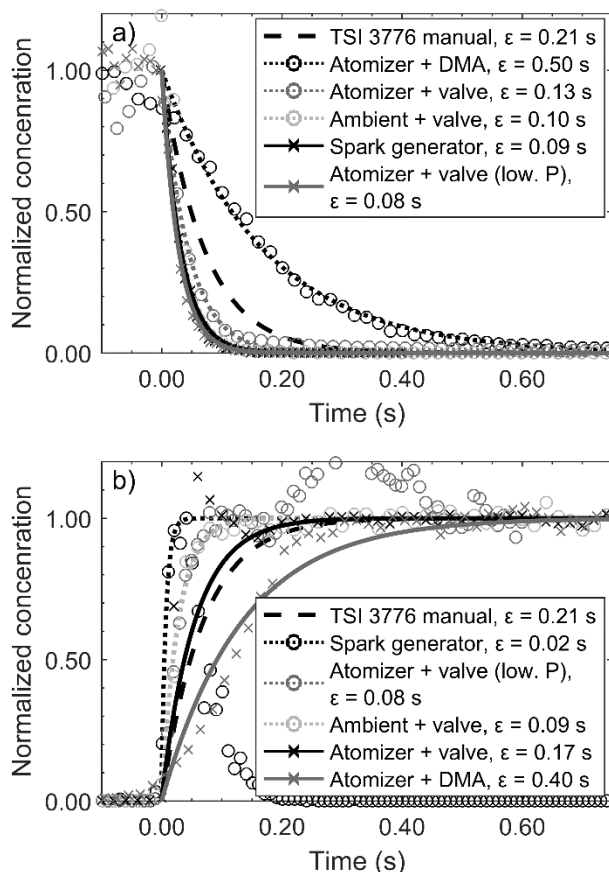 a)
Normalized concenration
1.00
0.50
0.00
TSI 3776 manual, ε = 0.21 s
Atomizer + DMA, ε = 0.50 s
Atomizer + valve, ε = 0.13 s
Ambient + valve, ε = 0.10 s
Spark generator, ε = 0.09 s
Atomizer + valve (low. P),
ε = 0.08 s
0.00 0.20 0.40 0.60
Time (s)
b)
Normalized concenration
1.00
0.50
0.00
TSI 3776 manual, ε = 0.21 s
Spark generator, ε = 0.02 s
Atomizer + valve (low. P),
ε = 0.08 s
Ambient + valve, ε = 0.09 s
Atomizer + valve, ε = 0.17 s
Atomizer + DMA, ε = 0.40 s
0.00 0.20 0.40 0.60
Time (s)